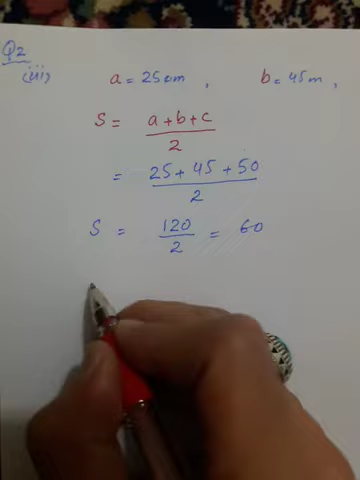 Q2
(iii) a = 25cm , b = 45m ,
S = a+b+c / 2
= 25+45+50 / 2
S = 120 / 2 = 60